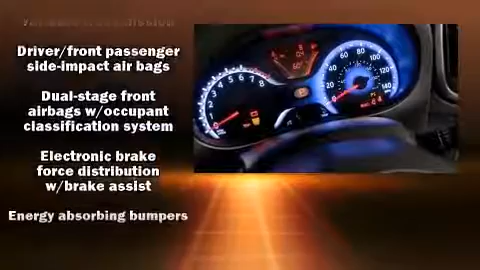 Driver/front passenger
side-impact air bags
Dual-stage front
airbags w/occupant
classification system
Electronic brake
force distribution
w/brake assist
Energy absorbing bumpers